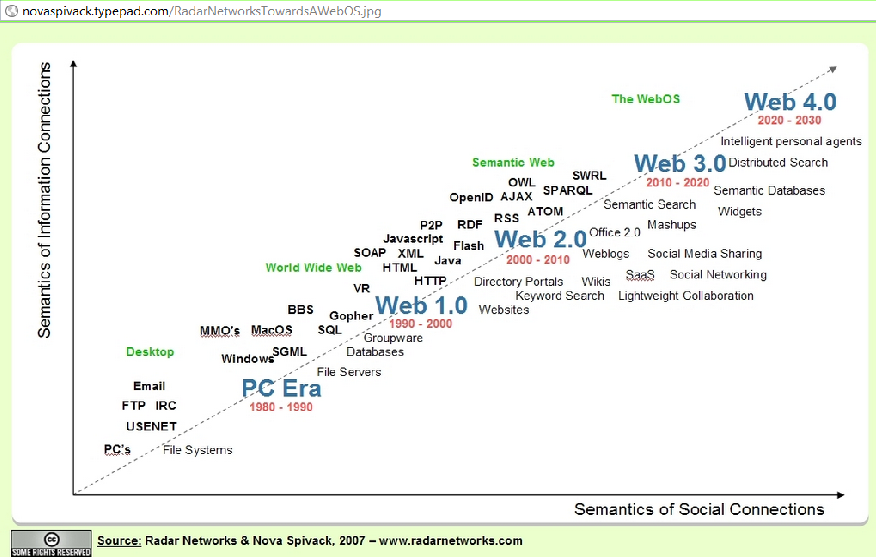 novaspivack.typepad.com/RadarNetworksTowardsAWebOS.jpg
Semantics of Information Connections
The WebOS
Web 4.0
2020 - 2030
Intelligent personal agents
Semantic Web
Web 3.0
Distributed Search
2010 - 2020
SWRL
OWL
SPARQL
Semantic Databases
OpenID
AJAX
Semantic Search
Widgets
ATOM
RSS
P2P
RDF
Mashups
Office 2.0
Javascript
Flash
Web 2.0
2000 - 2010
SOAP
XML
Java
Weblogs
Social Media Sharing
World Wide Web
HTML
HTTP
Directory Portals
Wikis
SaaS
Social Networking
VR
Keyword Search
Lightweight Collaboration
Web 1.0
1990 - 2000
Websites
BBS
Gopher
MMO's
MacOS
SQL
Groupware
Desktop
Windows
SGML
Databases
File Servers
Email
PC Era
1980 - 1990
FTP
IRC
USENET
PC's
File Systems
Semantics of Social Connections
cc
SOME RIGHTS RESERVED
Source: Radar Networks & Nova Spivack, 2007 – www.radarnetworks.com